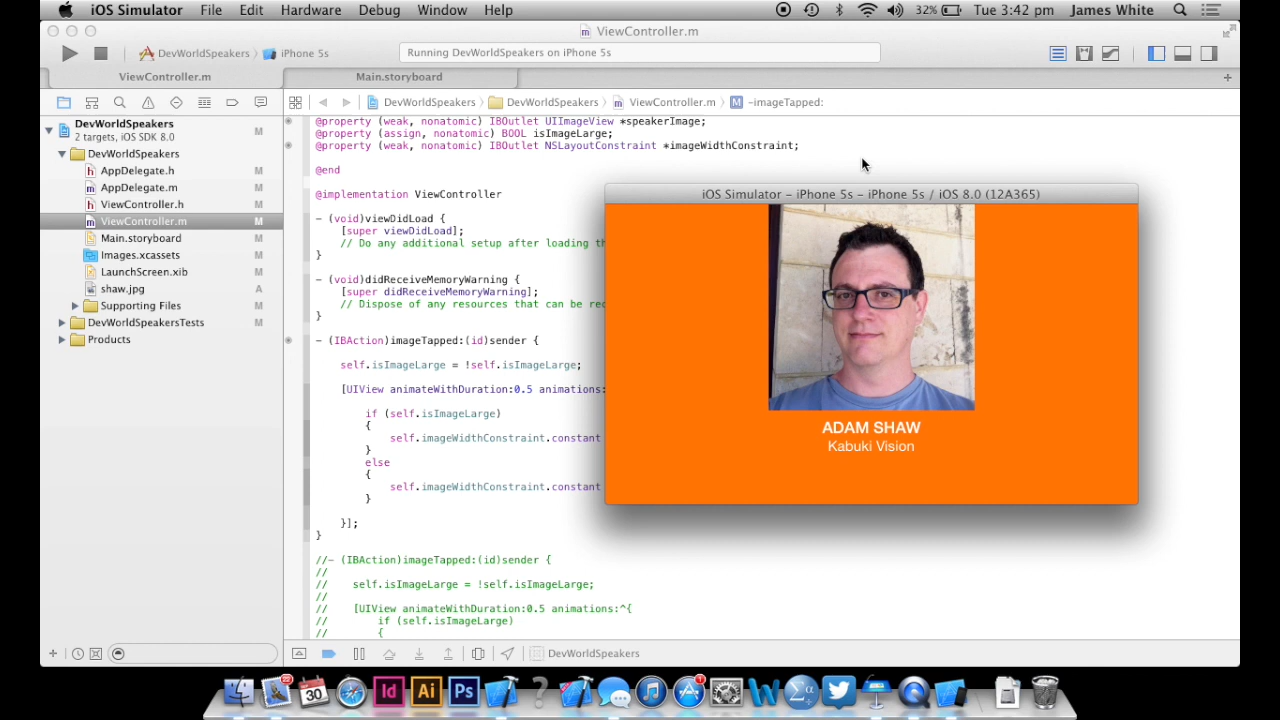 iOS Simulator File Edit Hardware Debug Window Help 32% Tue 3:42 pm James White
ViewController.m
DevWorldSpeakers iPhone 5s Running DevWorldSpeakers on iPhone 5s
ViewController.m Main.storyboard +
DevWorldSpeakers DevWorldSpeakers ViewController.m M -imageTapped:
DevWorldSpeakers M
2 targets, iOS SDK 8.0
DevWorldSpeakers
AppDelegate.h M
AppDelegate.m M
ViewController.h M
ViewController.m M
Main.storyboard M
Images.xcassets M
LaunchScreen.xib M
shaw.jpg A
Supporting Files M
DevWorldSpeakersTests M
Products
@property (weak, nonatomic) IBOutlet UIImageView *speakerImage;
@property (assign, nonatomic) BOOL isImageLarge;
@property (weak, nonatomic) IBOutlet NSLayoutConstraint *imageWidthConstraint;
@end
@implementation ViewController
- (void)viewDidLoad {
[super viewDidLoad];
// Do any additional setup after loading th
}
- (void)didReceiveMemoryWarning {
[super didReceiveMemoryWarning];
// Dispose of any resources that can be rec
}
- (IBAction)imageTapped:(id)sender {
self.isImageLarge = !self.isImageLarge;
[UIView animateWithDuration:0.5 animations:
if (self.isImageLarge)
{
self.imageWidthConstraint.constant
}
else
{
self.imageWidthConstraint.constant
}
}];
}
//- (IBAction)imageTapped:(id)sender {
//
// self.isImageLarge = !self.isImageLarge;
//
// [UIView animateWithDuration:0.5 animations:^{
// if (self.isImageLarge)
// {
iOS Simulator - iPhone 5s - iPhone 5s / iOS 8.0 (12A365)
ADAM SHAW
Kabuki Vision
DevWorldSpeakers
22 30 Id Ai Ps ? 1 W